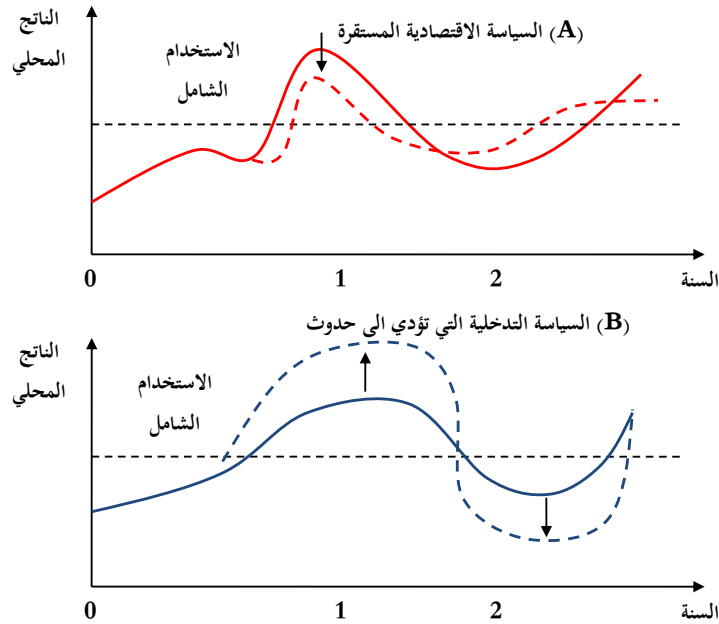 (A) السياسة الاقتصادية المستقرة
الناتج
المحلي
الاستخدام
الشامل
0
1
2
السنة
(B) السياسة التدخلية التي تؤدي الى حدوث
الناتج
المحلي
الاستخدام
الشامل
0
1
2
السنة